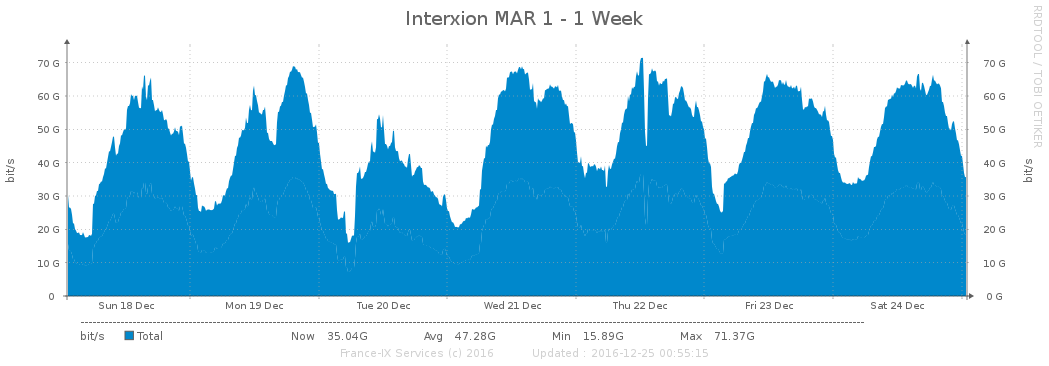 Interxion MAR 1 - 1 Week
RRDTOOL / TOBI OETIKER
bit/s
70 G
60 G
50 G
40 G
30 G
20 G
10 G
0
70 G
60 G
50 G
40 G
30 G
20 G
10 G
0 G
bit/s
Sun 18 Dec Mon 19 Dec Tue 20 Dec Wed 21 Dec Thu 22 Dec Fri 23 Dec Sat 24 Dec
bit/s Total Now 35.04G Avg 47.28G Min 15.89G Max 71.37G
France-IX Services (c) 2016 Updated : 2016-12-25 00:55:15